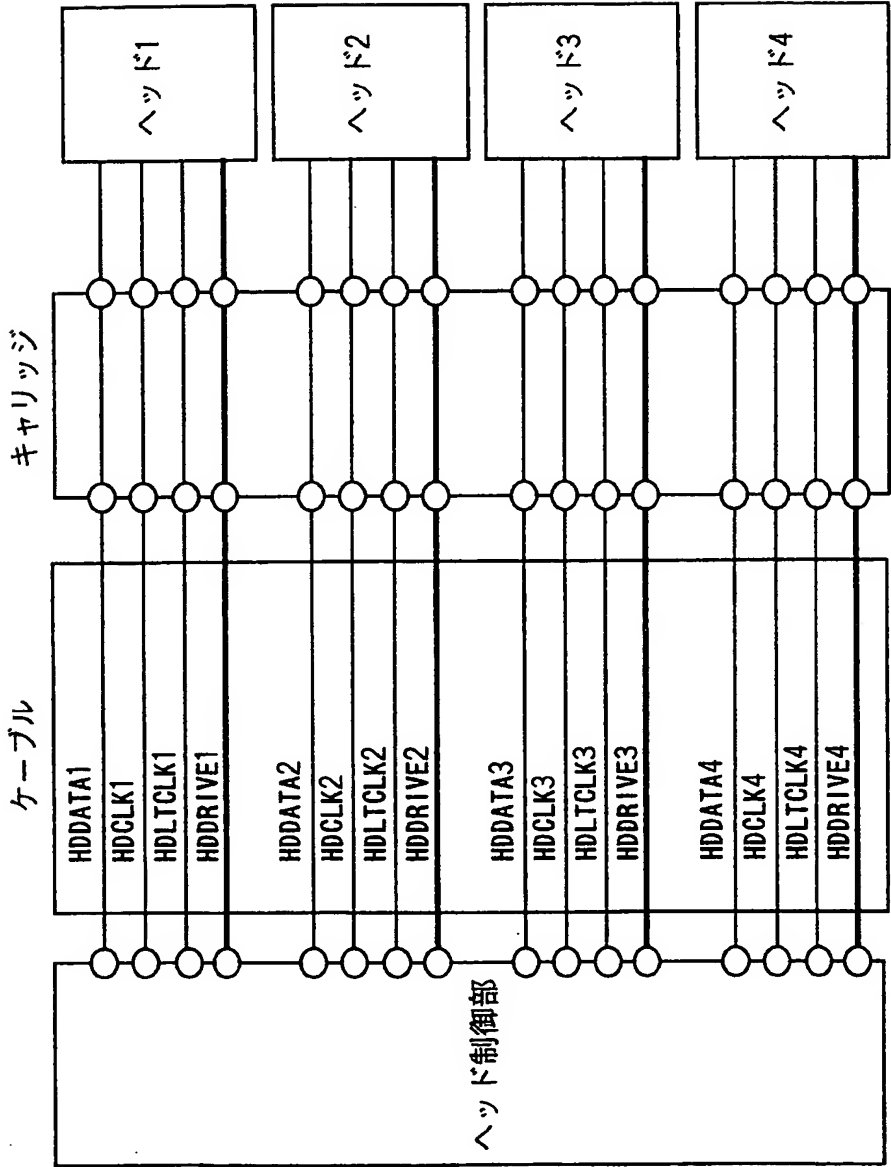 ヘッド制御部
ケーブル
HDDATA1
HDCLK1
HDLTCLK1
HDDRIVE1
HDDATA2
HDCLK2
HDLTCLK2
HDDRIVE2
HDDATA3
HDCLK3
HDLTCLK3
HDDRIVE3
HDDATA4
HDCLK4
HDLTCLK4
HDDRIVE4
キャリッジ
ヘッド1
ヘッド2
ヘッド3
ヘッド4